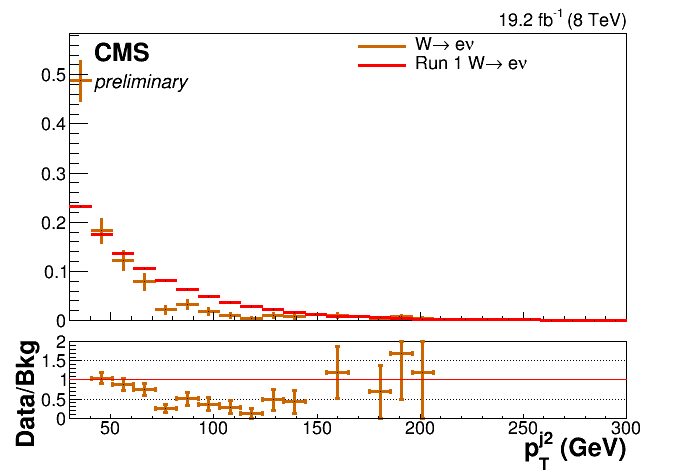 19.2 fb⁻¹ (8 TeV)
CMS
preliminary
W→ eν
Run 1 W→ eν
0.5
0.4
0.3
0.2
0.1
0
Data/Bkg
2
1.5
1
0.5
0
50 100 150 200 250 300
p_T^{j2} (GeV)